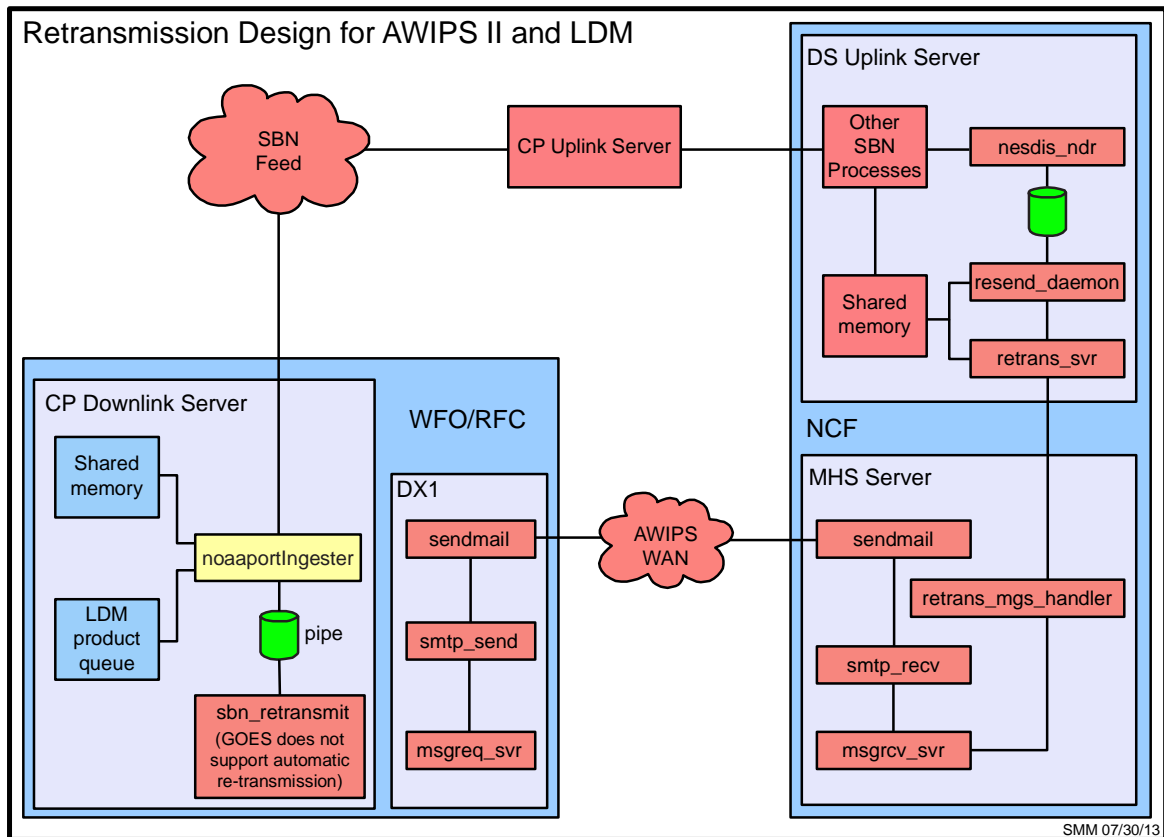 Retransmission Design for AWIPS II and LDM
SBN
Feed
CP Uplink Server
DS Uplink Server
Other
SBN
Processes
nesdis_ndr
Shared
memory
resend_daemon
retrans_svr
NCF
WFO/RFC
CP Downlink Server
Shared
memory
noaaportIngester
LDM
product
queue
pipe
sbn_retransmit
(GOES does not
support automatic
re-transmission)
DX1
sendmail
smtp_send
msgreq_svr
AWIPS
WAN
MHS Server
sendmail
retrans_mgs_handler
smtp_recv
msgrcv_svr
SMM 07/30/13